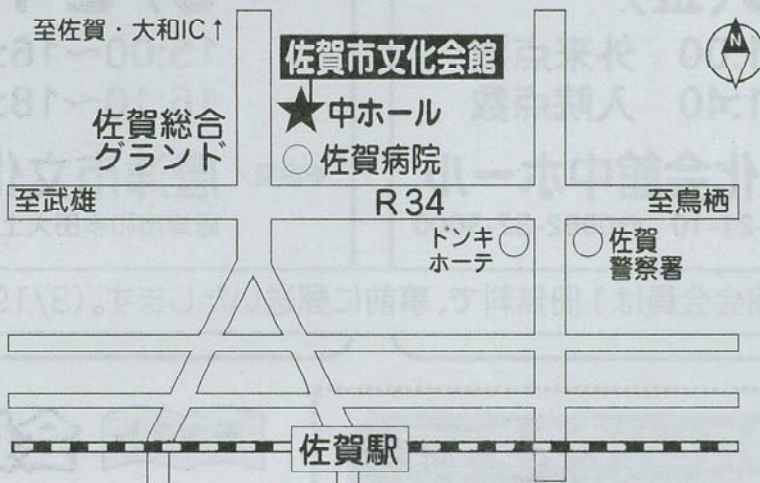 至佐賀・大和IC↑
N
佐賀市文化会館
★中ホール
佐賀総合
グランド
○佐賀病院
至武雄
R34
至鳥栖
ドンキ
ホーテ○
○佐賀
警察署
佐賀駅